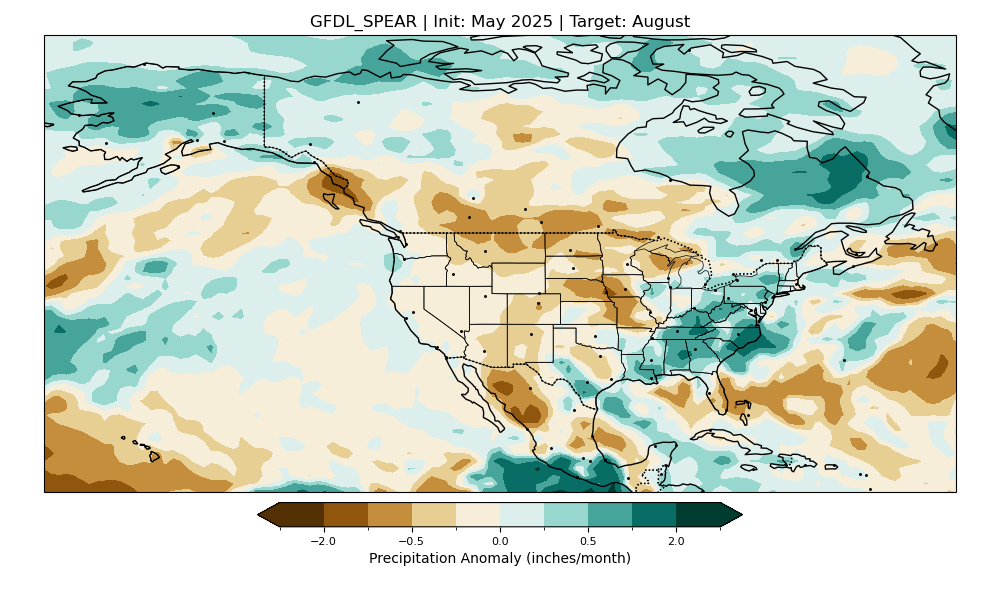 GFDL_SPEAR | Init: May 2025 | Target: August
−2.0 −0.5 0.0 0.5 2.0
Precipitation Anomaly (inches/month)